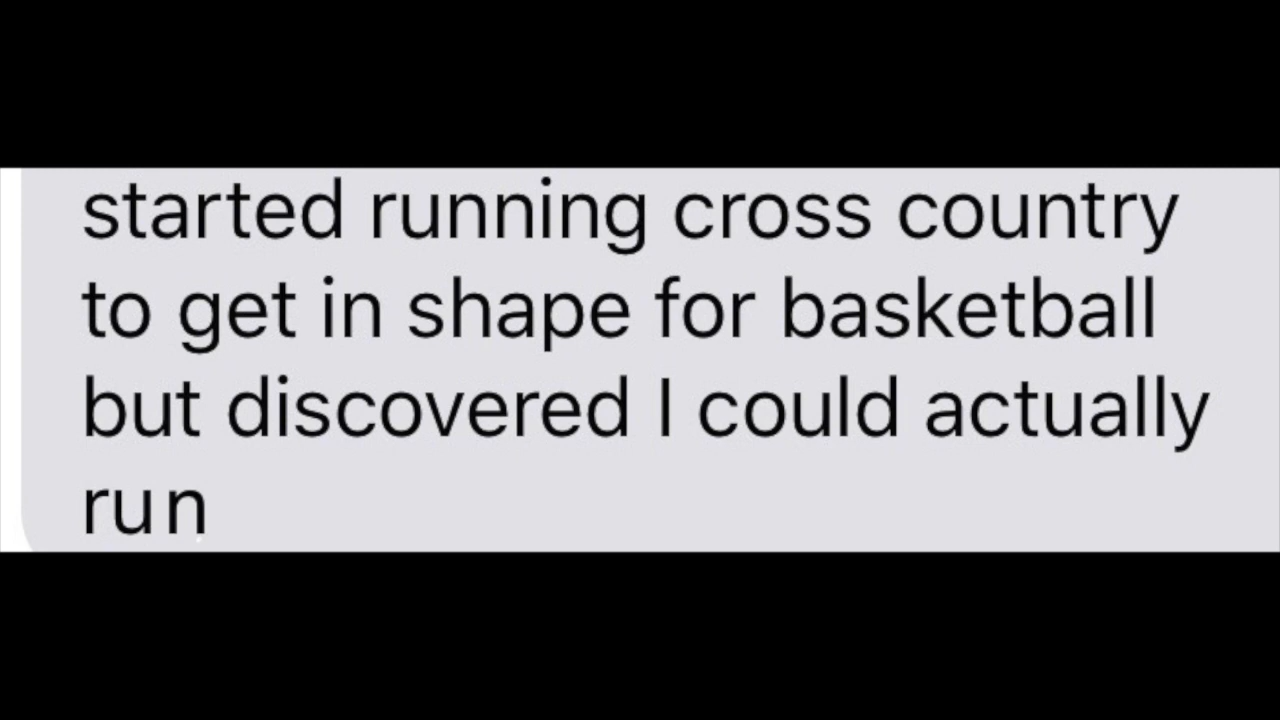 started running cross country
to get in shape for basketball
but discovered I could actually
run